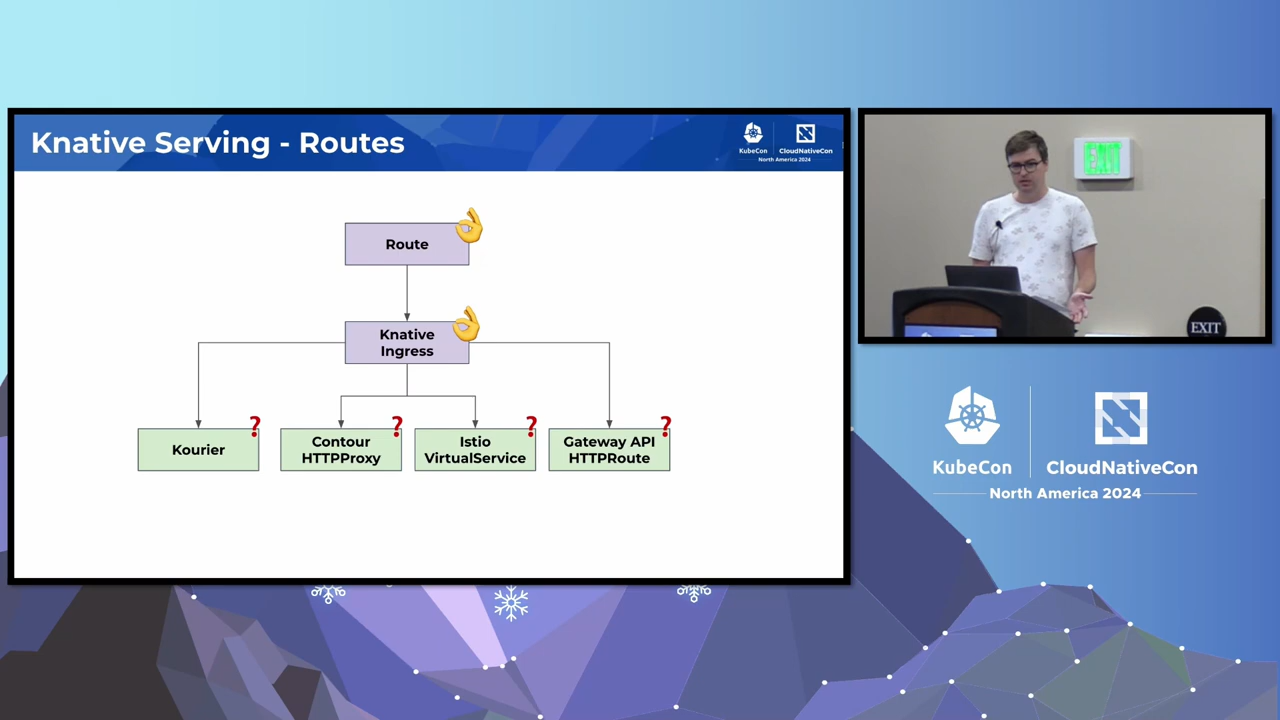 Knative Serving - Routes
KubeCon
CloudNativeCon
North America 2024
Route
Knative
Ingress
?
?
?
?
Kourier
Contour
HTTPProxy
Istio
VirtualService
Gateway API
HTTPRoute
EXIT
EXIT
KubeCon
CloudNativeCon
North America 2024